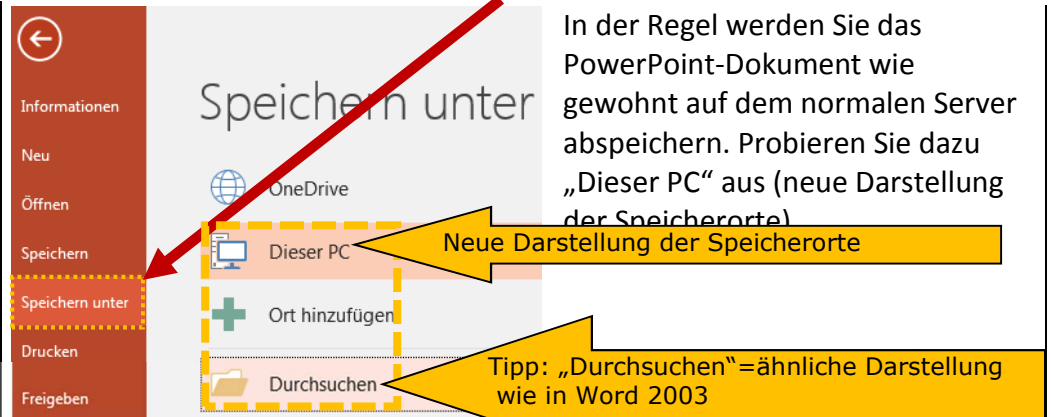 Informationen
Neu
Öffnen
Speichern
Speichern unter
Drucken
Freigeben
Speichern unter
OneDrive
Dieser PC
Ort hinzufügen
Durchsuchen
In der Regel werden Sie das
PowerPoint-Dokument wie
gewohnt auf dem normalen Server
abspeichern. Probieren Sie dazu
„Dieser PC“ aus (neue Darstellung
der Speicherorte)
Neue Darstellung der Speicherorte
Tipp: „Durchsuchen“=ähnliche Darstellung
wie in Word 2003